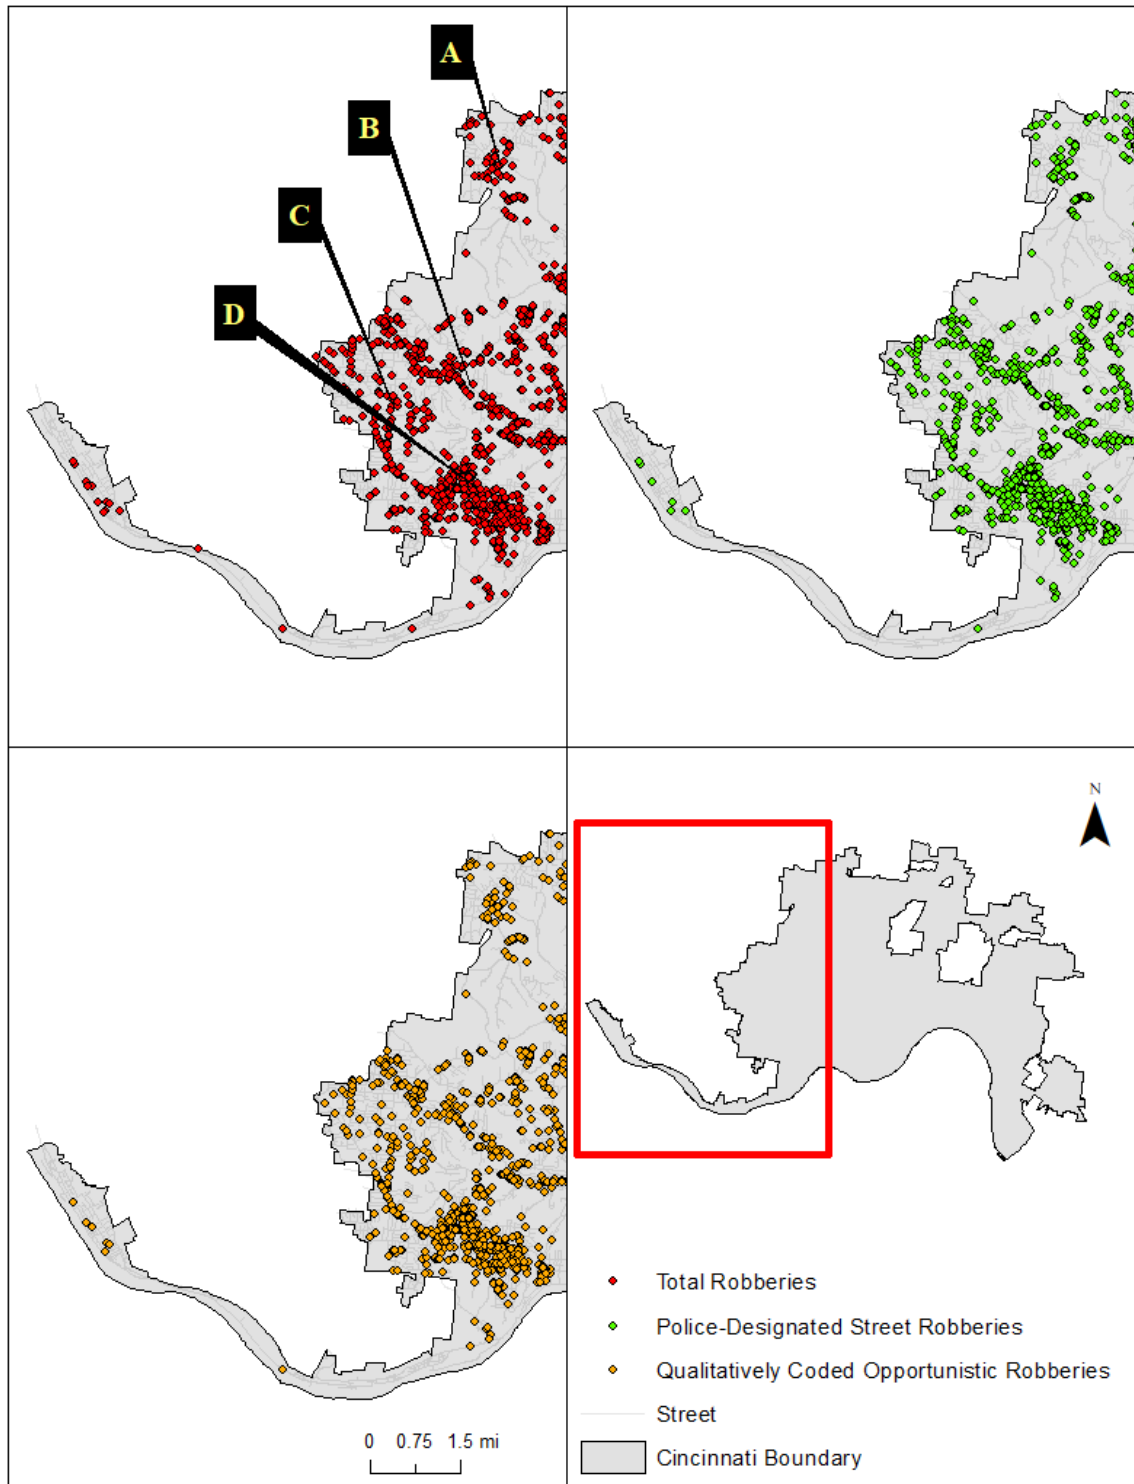 A
B
C
D
N
Total Robberies
Police-Designated Street Robberies
Qualitatively Coded Opportunistic Robberies
Street
Cincinnati Boundary
0 0.75 1.5 mi